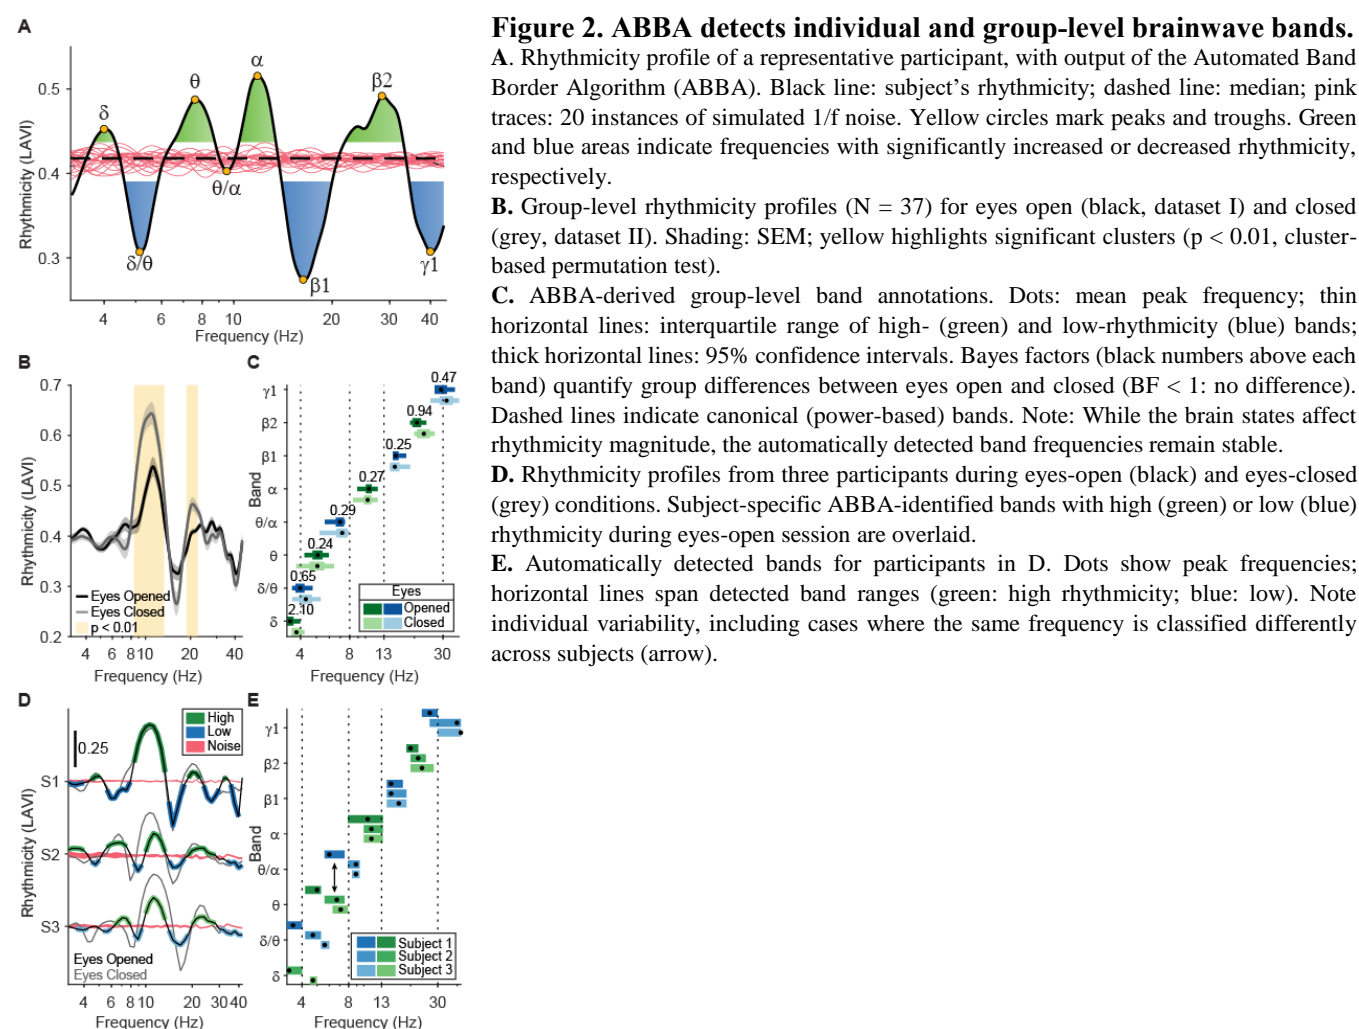 A
Rhythmicity (LAVI)
0.5
0.4
0.3
δ
δ/θ
θ
θ/α
α
β1
β2
γ1
4 6 8 10 20 30 40
Frequency (Hz)
B
Rhythmicity (LAVI)
0.7
0.6
0.5
0.4
0.3
0.2
Eyes Opened
Eyes Closed
p < 0.01
4 6 8 10 20 40
Frequency (Hz)
C
Band
γ1
β2
β1
α
θ/α
θ
δ/θ
δ
0.47
0.94
0.25
0.27
0.29
0.24
0.65
2.10
Eyes
Opened
Closed
4 8 13 30
Frequency (Hz)
D
Rhythmicity (LAVI)
High
Low
Noise
0.25
S1
S2
S3
Eyes Opened
Eyes Closed
4 6 8 10 20 30 40
Frequency (Hz)
E
Band
γ1
β2
β1
α
θ/α
θ
δ/θ
δ
Subject 1
Subject 2
Subject 3
4 8 13 30
Frequency (Hz)
Figure 2. ABBA detects individual and group-level brainwave bands.
A. Rhythmicity profile of a representative participant, with output of the Automated Band
Border Algorithm (ABBA). Black line: subject's rhythmicity; dashed line: median; pink
traces: 20 instances of simulated 1/f noise. Yellow circles mark peaks and troughs. Green
and blue areas indicate frequencies with significantly increased or decreased rhythmicity,
respectively.
B. Group-level rhythmicity profiles (N = 37) for eyes open (black, dataset I) and closed
(grey, dataset II). Shading: SEM; yellow highlights significant clusters (p < 0.01, cluster-
based permutation test).
C. ABBA-derived group-level band annotations. Dots: mean peak frequency; thin
horizontal lines: interquartile range of high- (green) and low-rhythmicity (blue) bands;
thick horizontal lines: 95% confidence intervals. Bayes factors (black numbers above each
band) quantify group differences between eyes open and closed (BF < 1: no difference).
Dashed lines indicate canonical (power-based) bands. Note: While the brain states affect
rhythmicity magnitude, the automatically detected band frequencies remain stable.
D. Rhythmicity profiles from three participants during eyes-open (black) and eyes-closed
(grey) conditions. Subject-specific ABBA-identified bands with high (green) or low (blue)
rhythmicity during eyes-open session are overlaid.
E. Automatically detected bands for participants in D. Dots show peak frequencies;
horizontal lines span detected band ranges (green: high rhythmicity; blue: low). Note
individual variability, including cases where the same frequency is classified differently
across subjects (arrow).